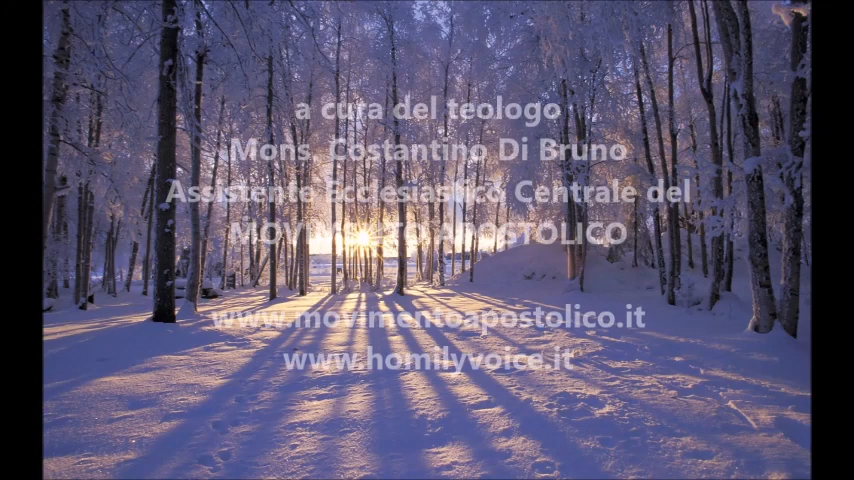 a cura del teologo
Mons. Costantino Di Bruno
Assistente Ecclesiastico Centrale del
MOVIMENTO APOSTOLICO
www.movimentoapostolico.it
www.homilyvoice.it